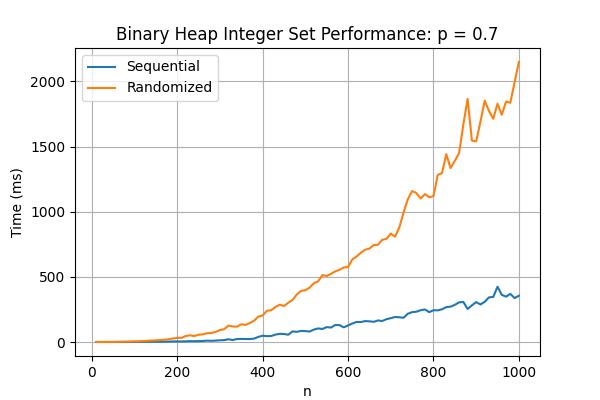 Binary Heap Integer Set Performance: p = 0.7
Sequential
Randomized
Time (ms)
2000
1500
1000
500
0
0 200 400 600 800 1000
n